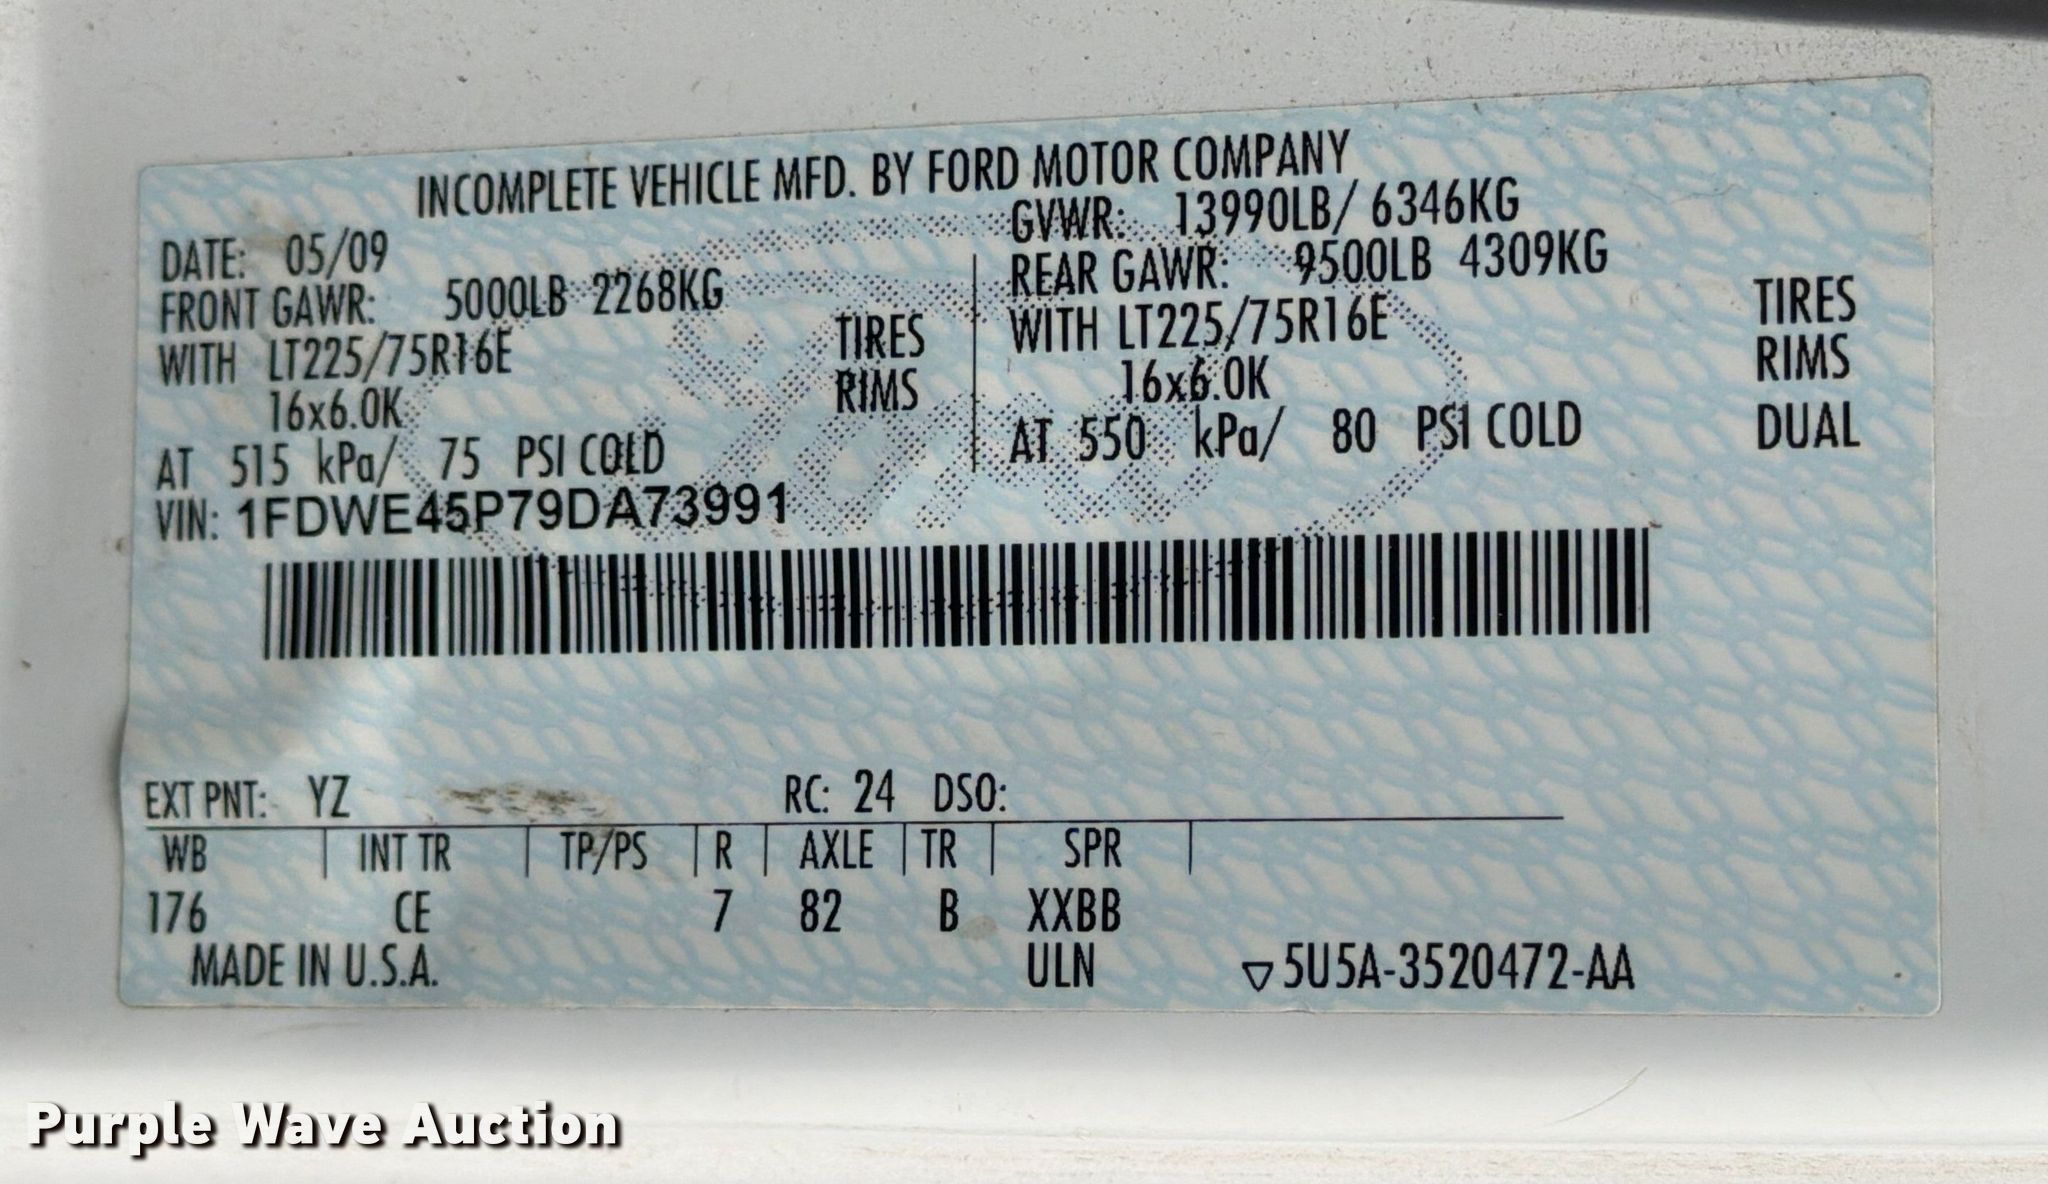 INCOMPLETE VEHICLE MFD. BY FORD MOTOR COMPANY
DATE: 05/09
GVWR: 13990LB/ 6346KG
FRONT GAWR: 5000LB 2268KG
REAR GAWR: 9500LB 4309KG
WITH LT225/75R16E TIRES
WITH LT225/75R16E TIRES
16x6.0K RIMS
16x6.0K RIMS
AT 515 kPa/ 75 PSI COLD
AT 550 kPa/ 80 PSI COLD DUAL
VIN: 1FDWE45P79DA73991
EXT PNT: YZ RC: 24 DSO:
WB INT TR TP/PS R AXLE TR SPR
176 CE 7 82 B XXBB
MADE IN U.S.A. ULN ▽5U5A-3520472-AA
Ford
Purple Wave Auction